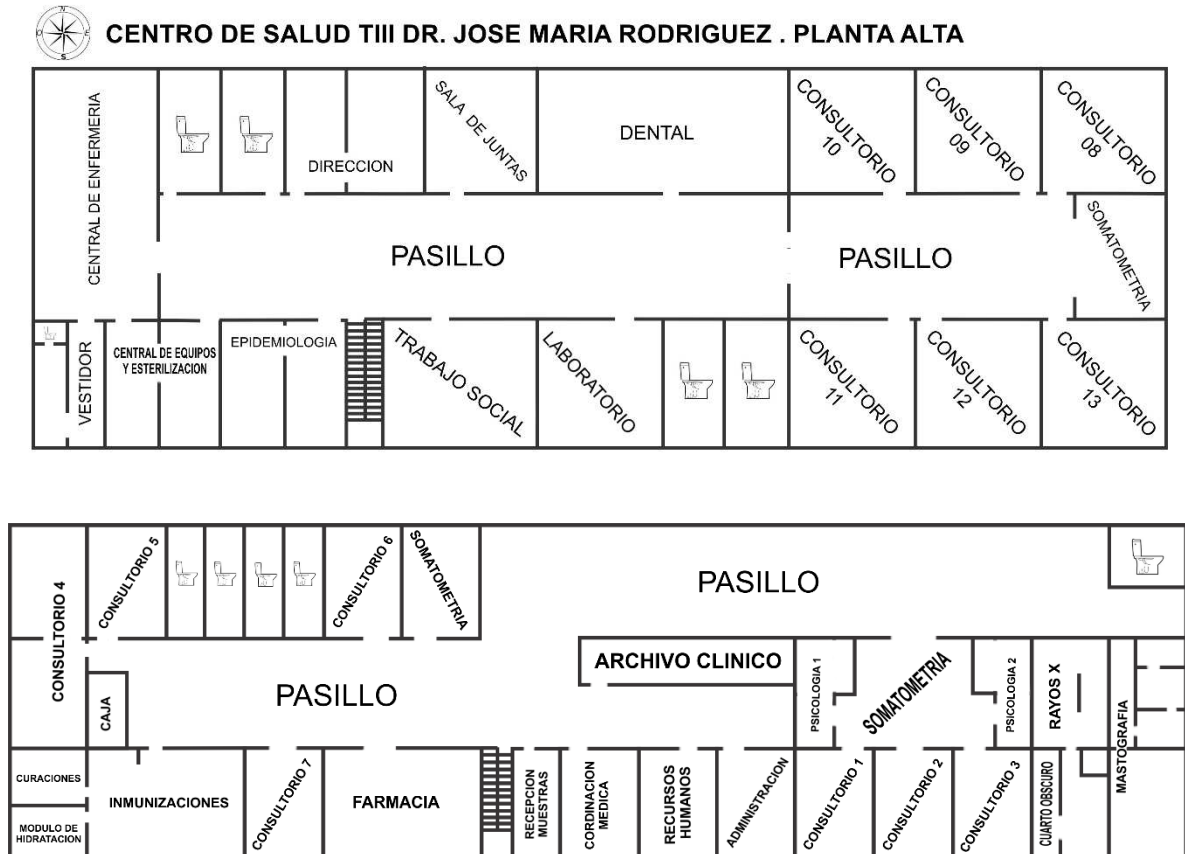 N
O
E
S
CENTRO DE SALUD TIII DR. JOSE MARIA RODRIGUEZ . PLANTA ALTA
CENTRAL DE ENFERMERIA
DIRECCION
SALA DE JUNTAS
DENTAL
CONSULTORIO
10
CONSULTORIO
09
CONSULTORIO
08
PASILLO
PASILLO
SOMATOMETRIA
VESTIDOR
CENTRAL DE EQUIPOS
Y ESTERILIZACION
EPIDEMIOLOGIA
TRABAJO SOCIAL
LABORATORIO
CONSULTORIO
11
CONSULTORIO
12
CONSULTORIO
13
CONSULTORIO 4
CONSULTORIO 5
CONSULTORIO 6
SOMATOMETRIA
PASILLO
CAJA
PASILLO
ARCHIVO CLINICO
PSICOLOGIA 1
SOMATOMETRIA
PSICOLOGIA 2
RAYOS X
MASTOGRAFIA
CURACIONES
MODULO DE
HIDRATACION
INMUNIZACIONES
CONSULTORIO 7
FARMACIA
RECEPCION
MUESTRAS
CORDINACION
MEDICA
RECURSOS
HUMANOS
ADMINISTRACION
CONSULTORIO 1
CONSULTORIO 2
CONSULTORIO 3
CUARTO OBSCURO